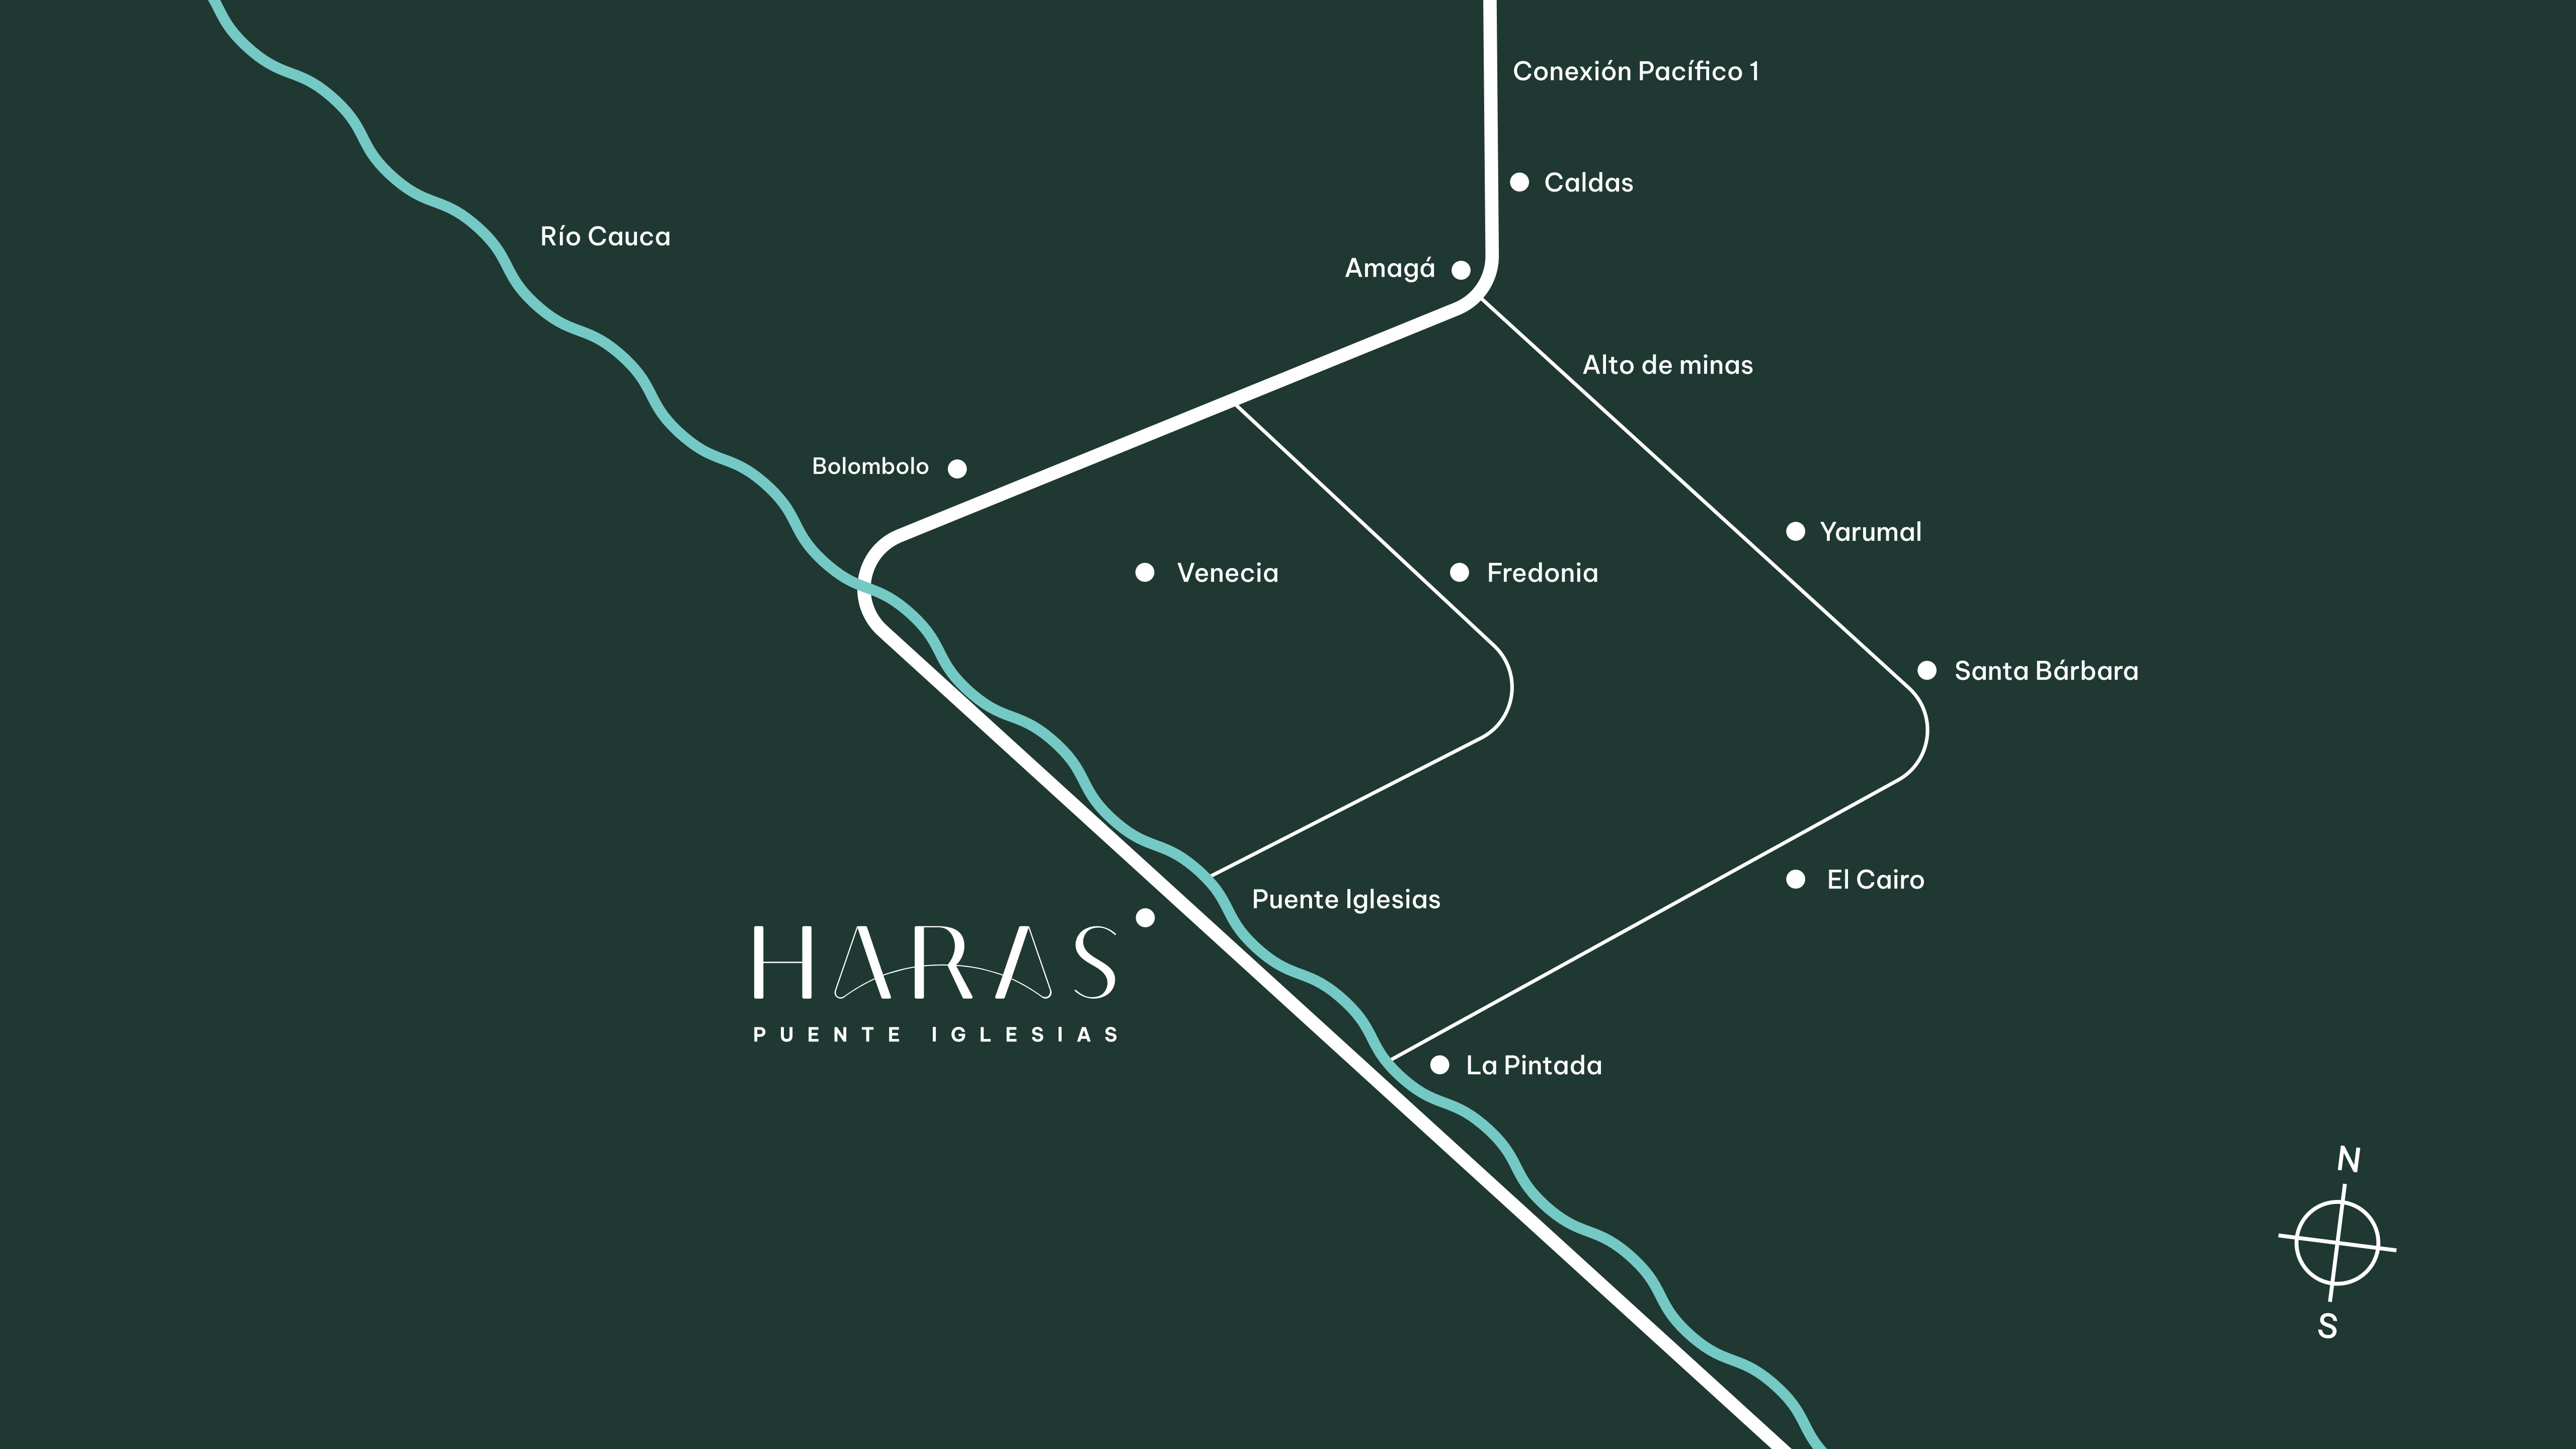 Conexión Pacífico 1
Caldas
Río Cauca
Amagá
Alto de minas
Bolombolo
Yarumal
Venecia
Fredonia
Santa Bárbara
El Cairo
Puente Iglesias
HARAS
PUENTE IGLESIAS
La Pintada
N
S